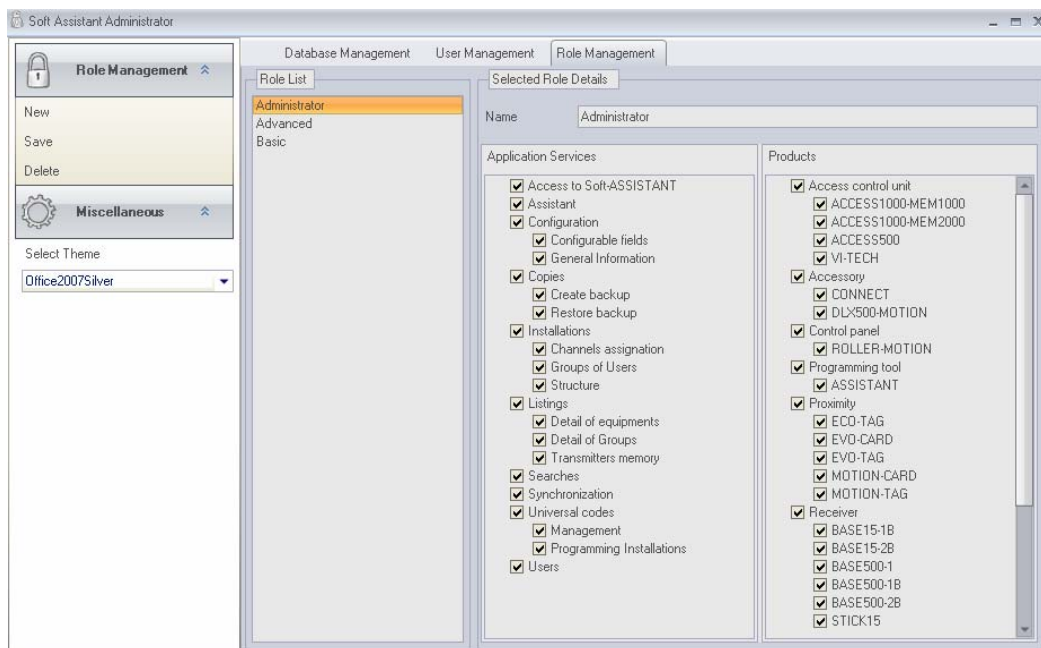 Soft Assistant Administrator
Role Management
New
Save
Delete
Miscellaneous
Select Theme
Office2007Silver
Database Management
User Management
Role Management
Role List
Administrator
Advanced
Basic
Selected Role Details
Name
Administrator
Application Services
Access to Soft-ASSISTANT
Assistant
Configuration
Configurable fields
General Information
Copies
Create backup
Restore backup
Installations
Channels assignation
Groups of Users
Structure
Listings
Detail of equipments
Detail of Groups
Transmitters memory
Searches
Synchronization
Universal codes
Management
Programming Installations
Users
Products
Access control unit
ACCESS1000-MEM1000
ACCESS1000-MEM2000
ACCESS500
VI-TECH
Accessory
CONNECT
DLX500-MOTION
Control panel
ROLLER-MOTION
Programming tool
ASSISTANT
Proximity
ECO-TAG
EVO-CARD
EVO-TAG
MOTION-CARD
MOTION-TAG
Receiver
BASE15-1B
BASE15-2B
BASE500-1
BASE500-1B
BASE500-2B
STICK15